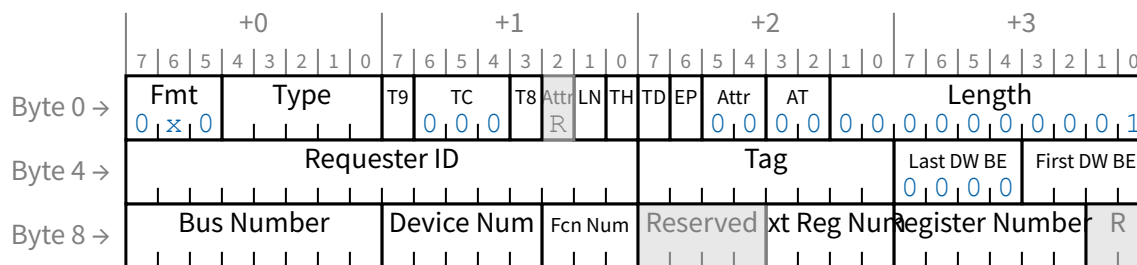 +0 +1 +2 +3
7 6 5 4 3 2 1 0 7 6 5 4 3 2 1 0 7 6 5 4 3 2 1 0 7 6 5 4 3 2 1 0
Byte 0 → Fmt Type T9 TC T8 Attr LN TH TD EP Attr AT Length
0 x 0 0 0 0 R 0 0 0 0 0 0 0 0 0 0 0 0 0 0 1
Byte 4 → Requester ID Tag Last DW BE First DW BE
0 0 0 0
Byte 8 → Bus Number Device Num Fcn Num Reserved xt Reg Num Register Number R